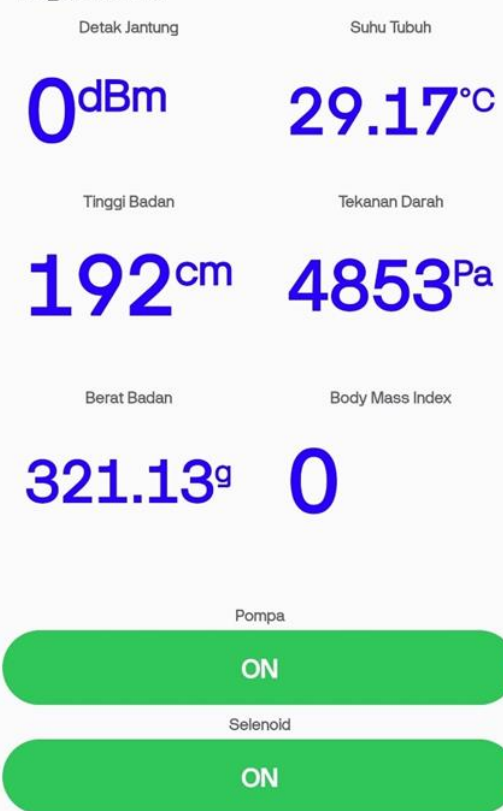 Detak Jantung Suhu Tubuh
0dBm 29.17°C
Tinggi Badan Tekanan Darah
192cm 4853Pa
Berat Badan Body Mass Index
321.13g 0
Pompa
ON
Selenoid
ON